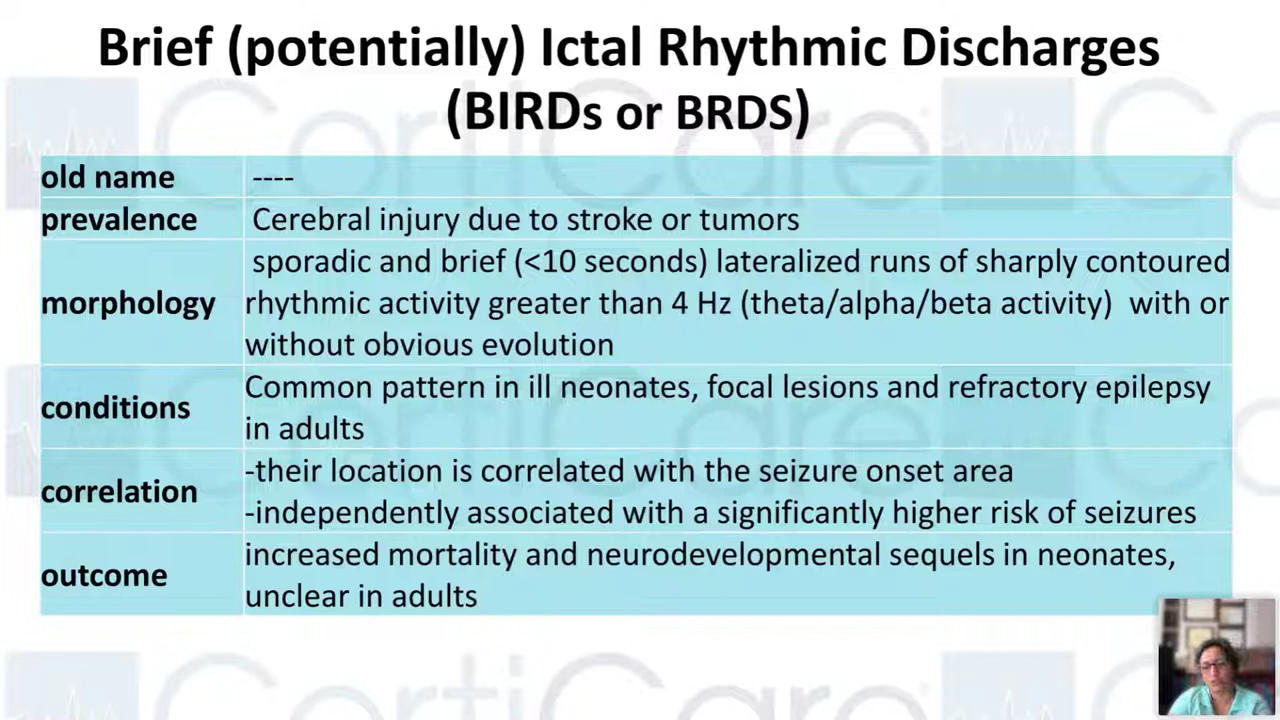 Brief (potentially) Ictal Rhythmic Discharges
(BIRDs or BRDS)
old name ----
prevalence Cerebral injury due to stroke or tumors
morphology sporadic and brief (<10 seconds) lateralized runs of sharply contoured
rhythmic activity greater than 4 Hz (theta/alpha/beta activity) with or
without obvious evolution
conditions Common pattern in ill neonates, focal lesions and refractory epilepsy
in adults
correlation -their location is correlated with the seizure onset area
-independently associated with a significantly higher risk of seizures
outcome increased mortality and neurodevelopmental sequels in neonates,
unclear in adults
CortiCare
CortiCare
CortiCare